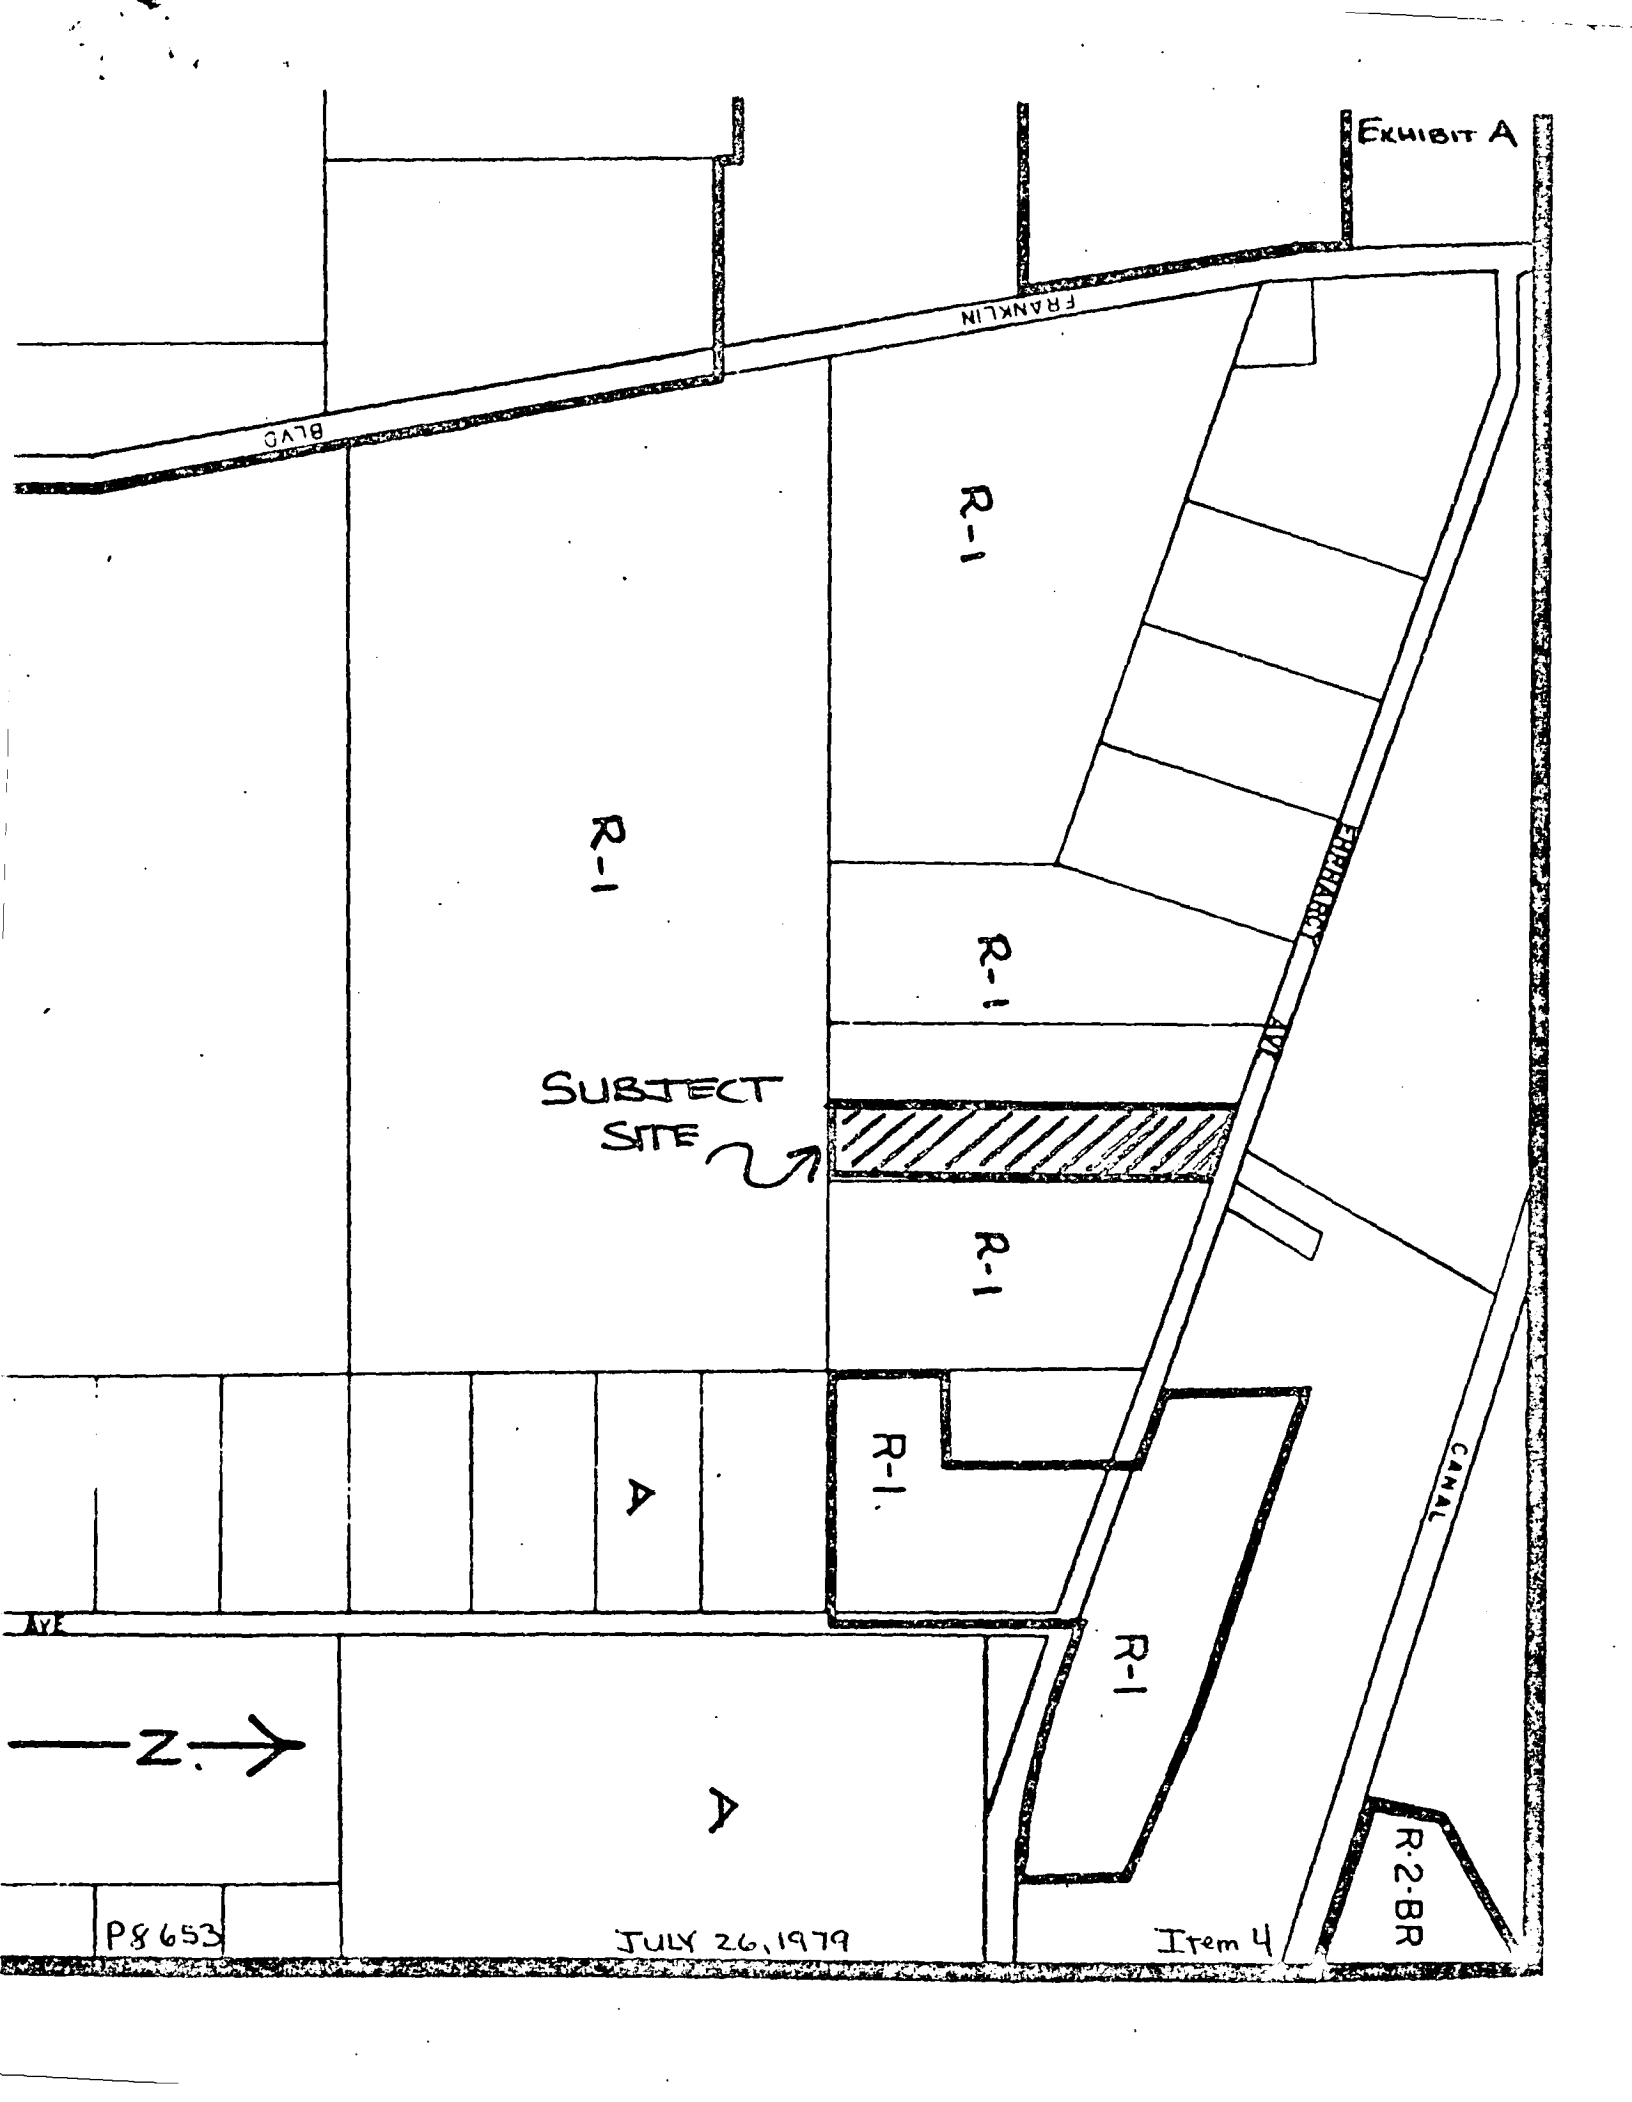 EXHIBIT A
FRANKLIN
BLVD
R-1
R-1
EHRHARDT
AVE
R-1
SUBJECT
SITE
R-1
R-1.
CANAL
A
AVE
R-1
N.
A
R-2-BR
P8653
JULY 26, 1979
Item 4